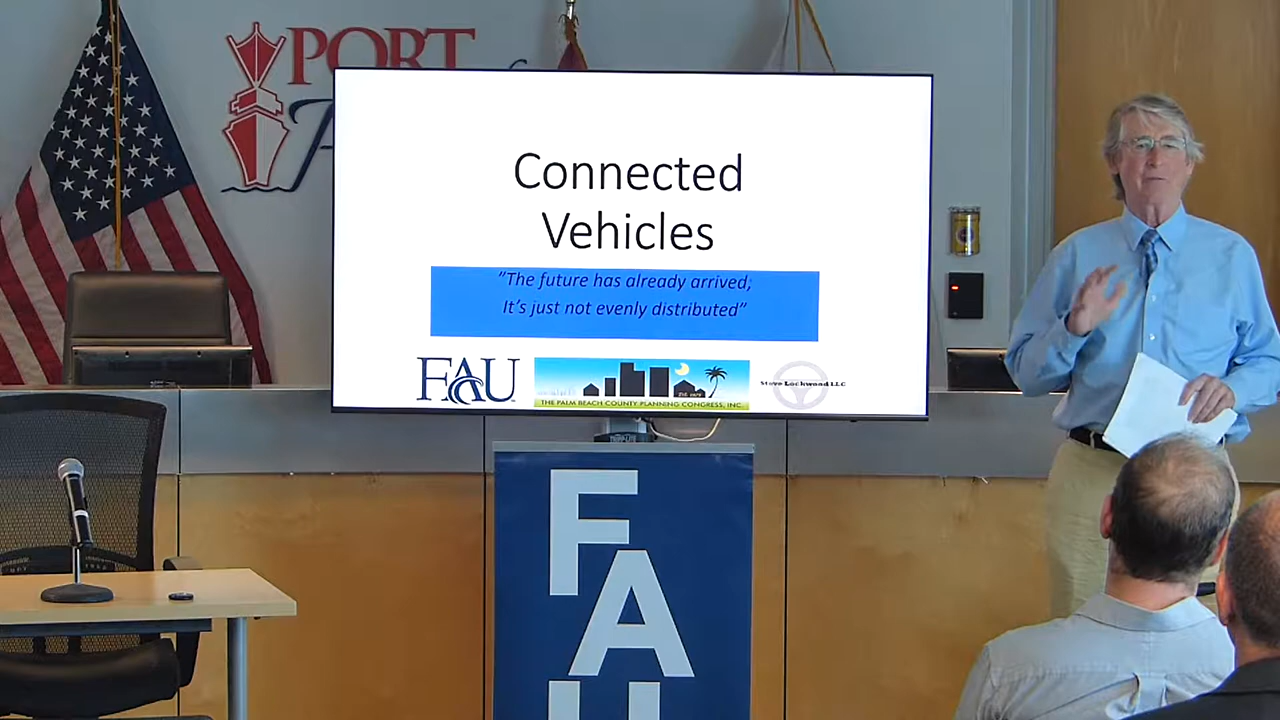 PORT
Connected
Vehicles
"The future has already arrived;
It's just not evenly distributed"
FAU
THE PALM BEACH COUNTY PLANNING CONGRESS, INC.
Steve Lockwood LLC
FAU